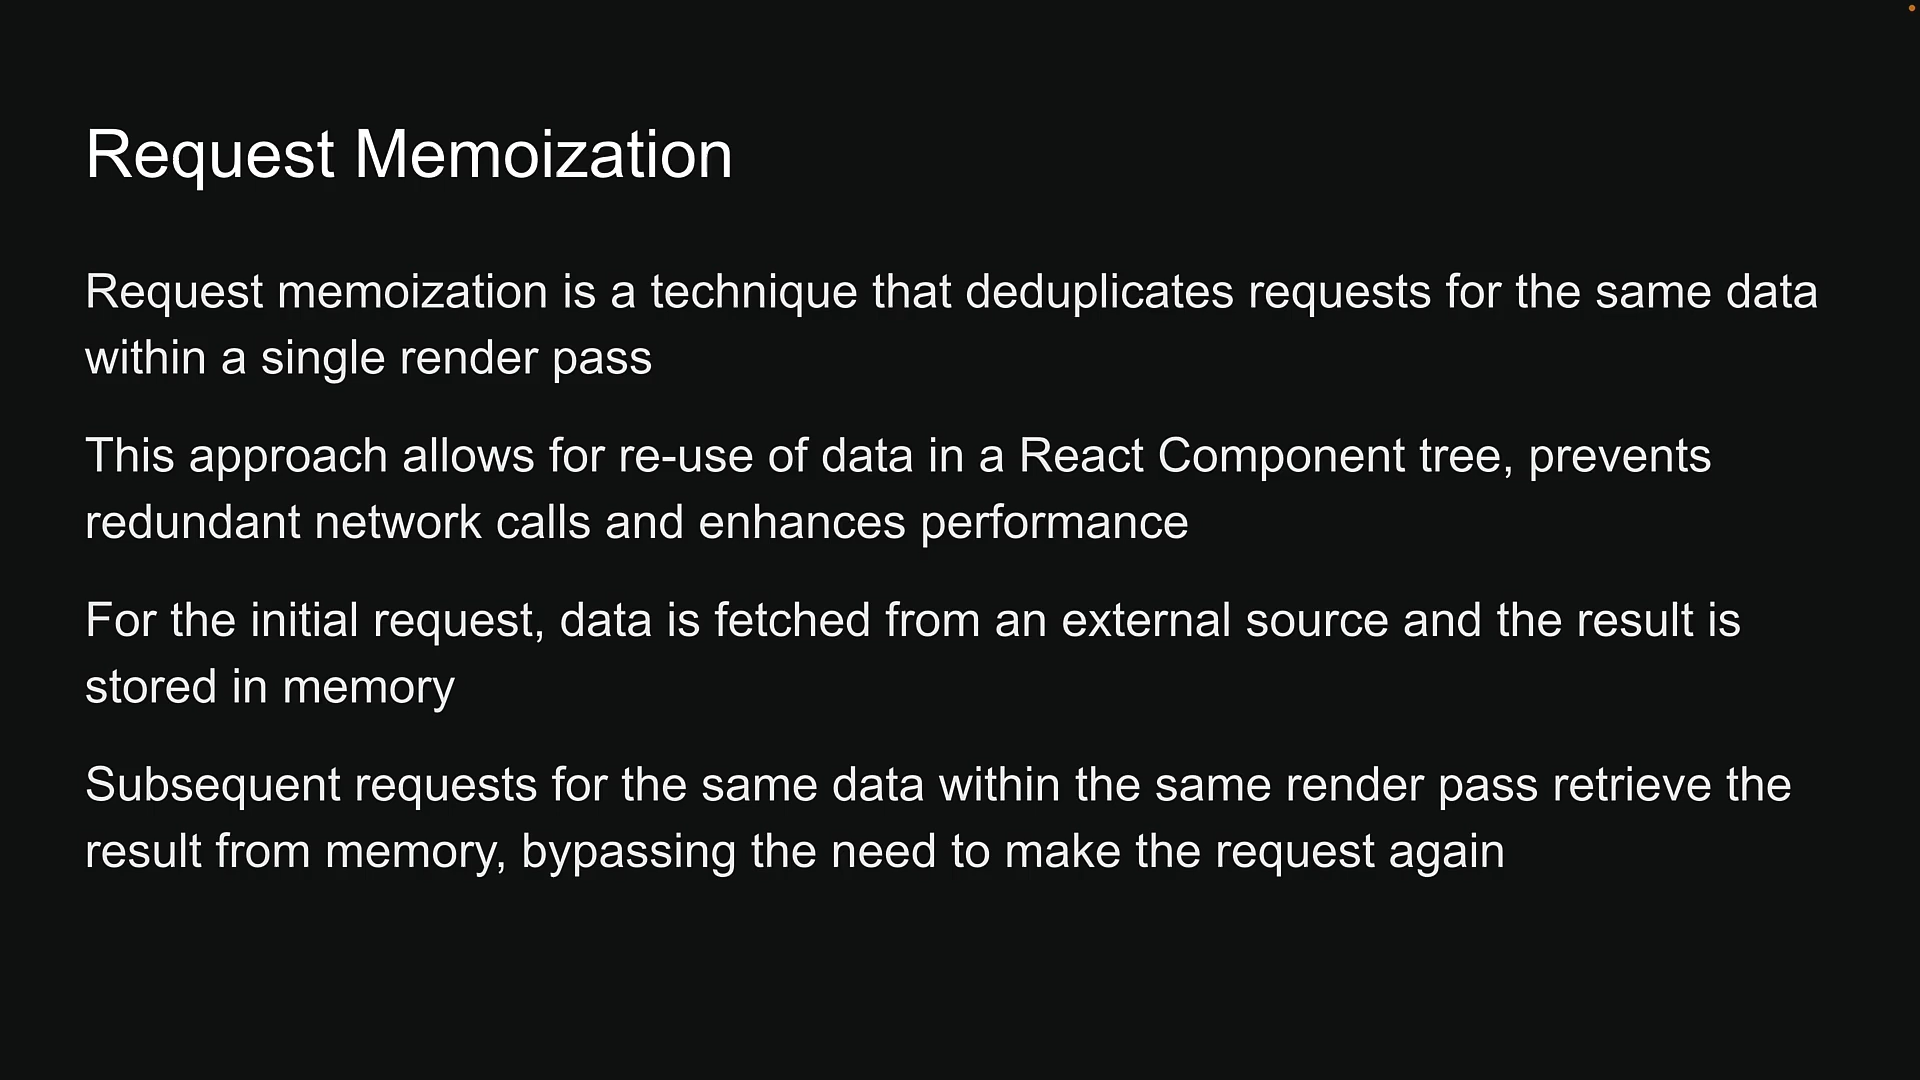 Request Memoization
Request memoization is a technique that deduplicates requests for the same data
within a single render pass
This approach allows for re-use of data in a React Component tree, prevents
redundant network calls and enhances performance
For the initial request, data is fetched from an external source and the result is
stored in memory
Subsequent requests for the same data within the same render pass retrieve the
result from memory, bypassing the need to make the request again